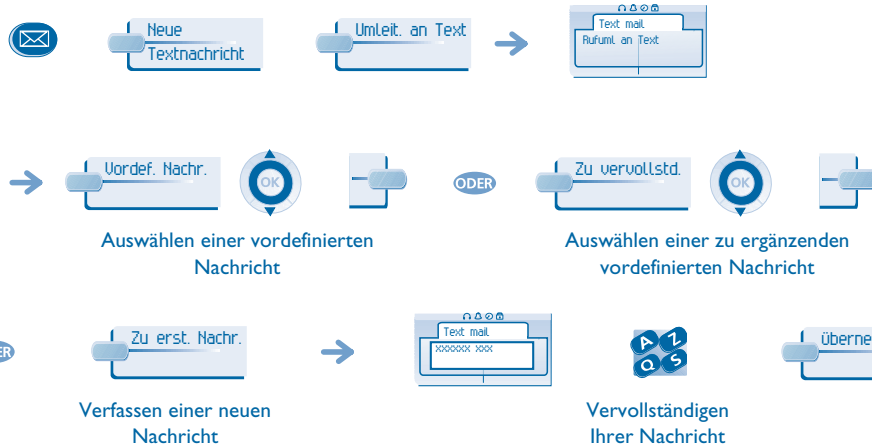 Neue
Textnachricht
Umleit. an Text
Text mail
Rufuml an Text
Vordef. Nachr.
OK
ODER
Zu vervollstd.
OK
Auswählen einer vordefinierten
Nachricht
Auswählen einer zu ergänzenden
vordefinierten Nachricht
Zu erst. Nachr.
Text mail
xxxxxx xxx
A Z
Q S
Verfassen einer neuen
Nachricht
Vervollständigen
Ihrer Nachricht